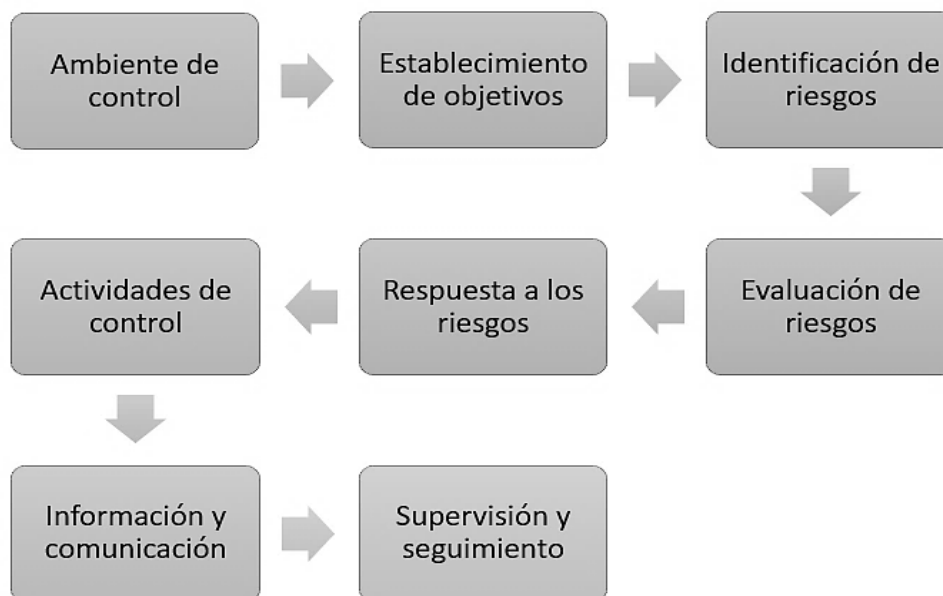 Ambiente de
control
Establecimiento
de objetivos
Identificación de
riesgos
Evaluación de
riesgos
Respuesta a los
riesgos
Actividades de
control
Información y
comunicación
Supervisión y
seguimiento